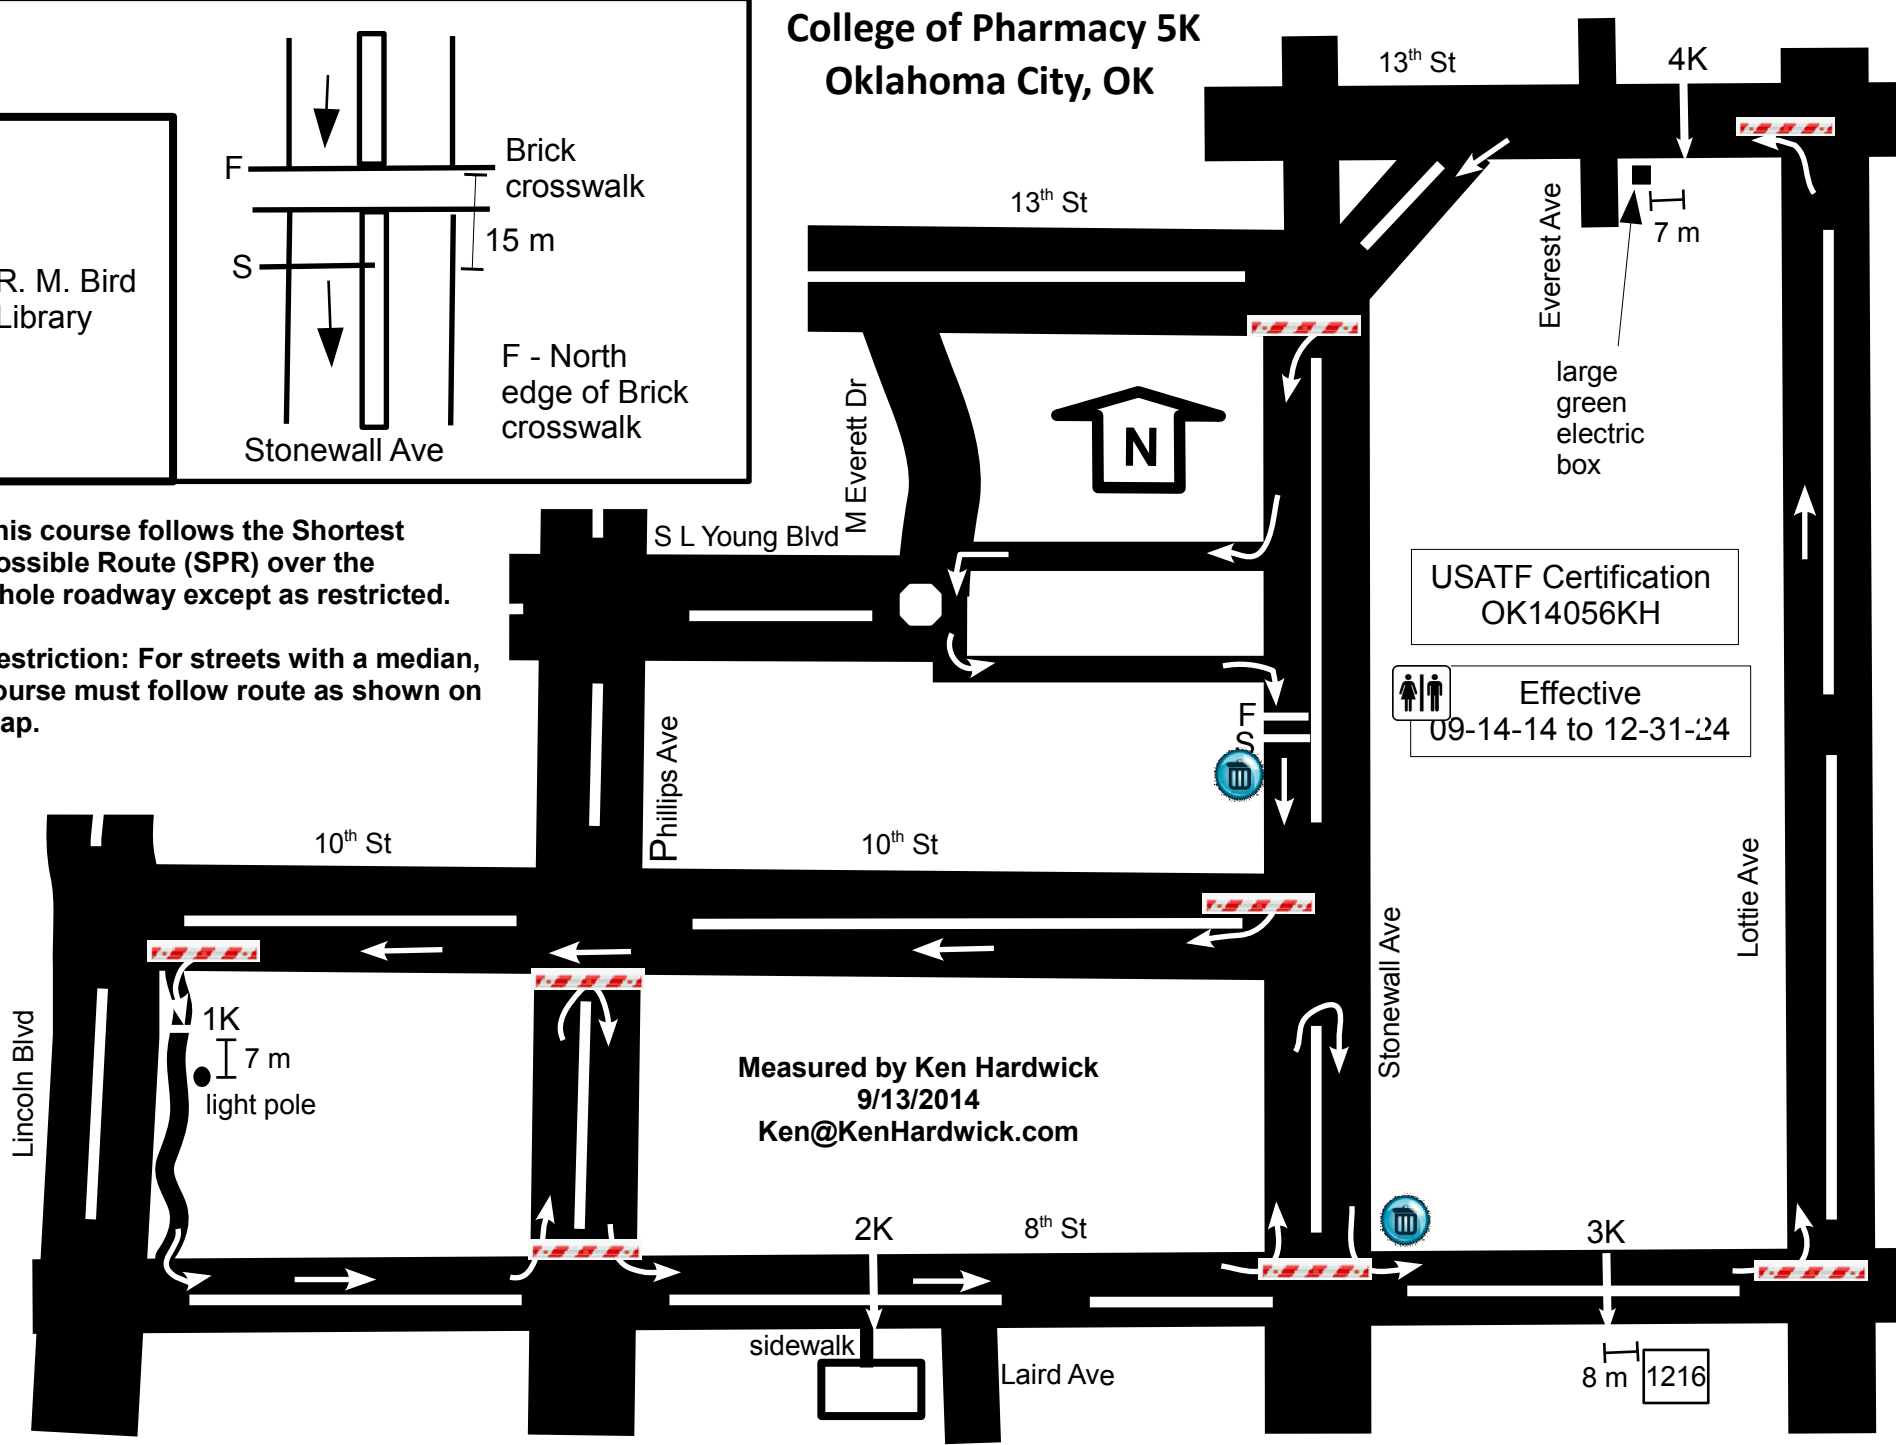 College of Pharmacy 5K
Oklahoma City, OK
F
Brick
crosswalk
15 m
S
R. M. Bird
Library
F - North
edge of Brick
crosswalk
Stonewall Ave
his course follows the Shortest
ossible Route (SPR) over the
hole roadway except as restricted.
estriction: For streets with a median,
ourse must follow route as shown on
ap.
13th St
4K
13th St
Everest Ave
7 m
large
green
electric
box
M Everett Dr
N
S L Young Blvd
USATF Certification
OK14056KH
Effective
09-14-14 to 12-31-24
F
S
Phillips Ave
10th St
10th St
Lottie Ave
Stonewall Ave
Lincoln Blvd
1K
7 m
light pole
Measured by Ken Hardwick
9/13/2014
Ken@KenHardwick.com
2K
8th St
3K
sidewalk
Laird Ave
8 m
1216